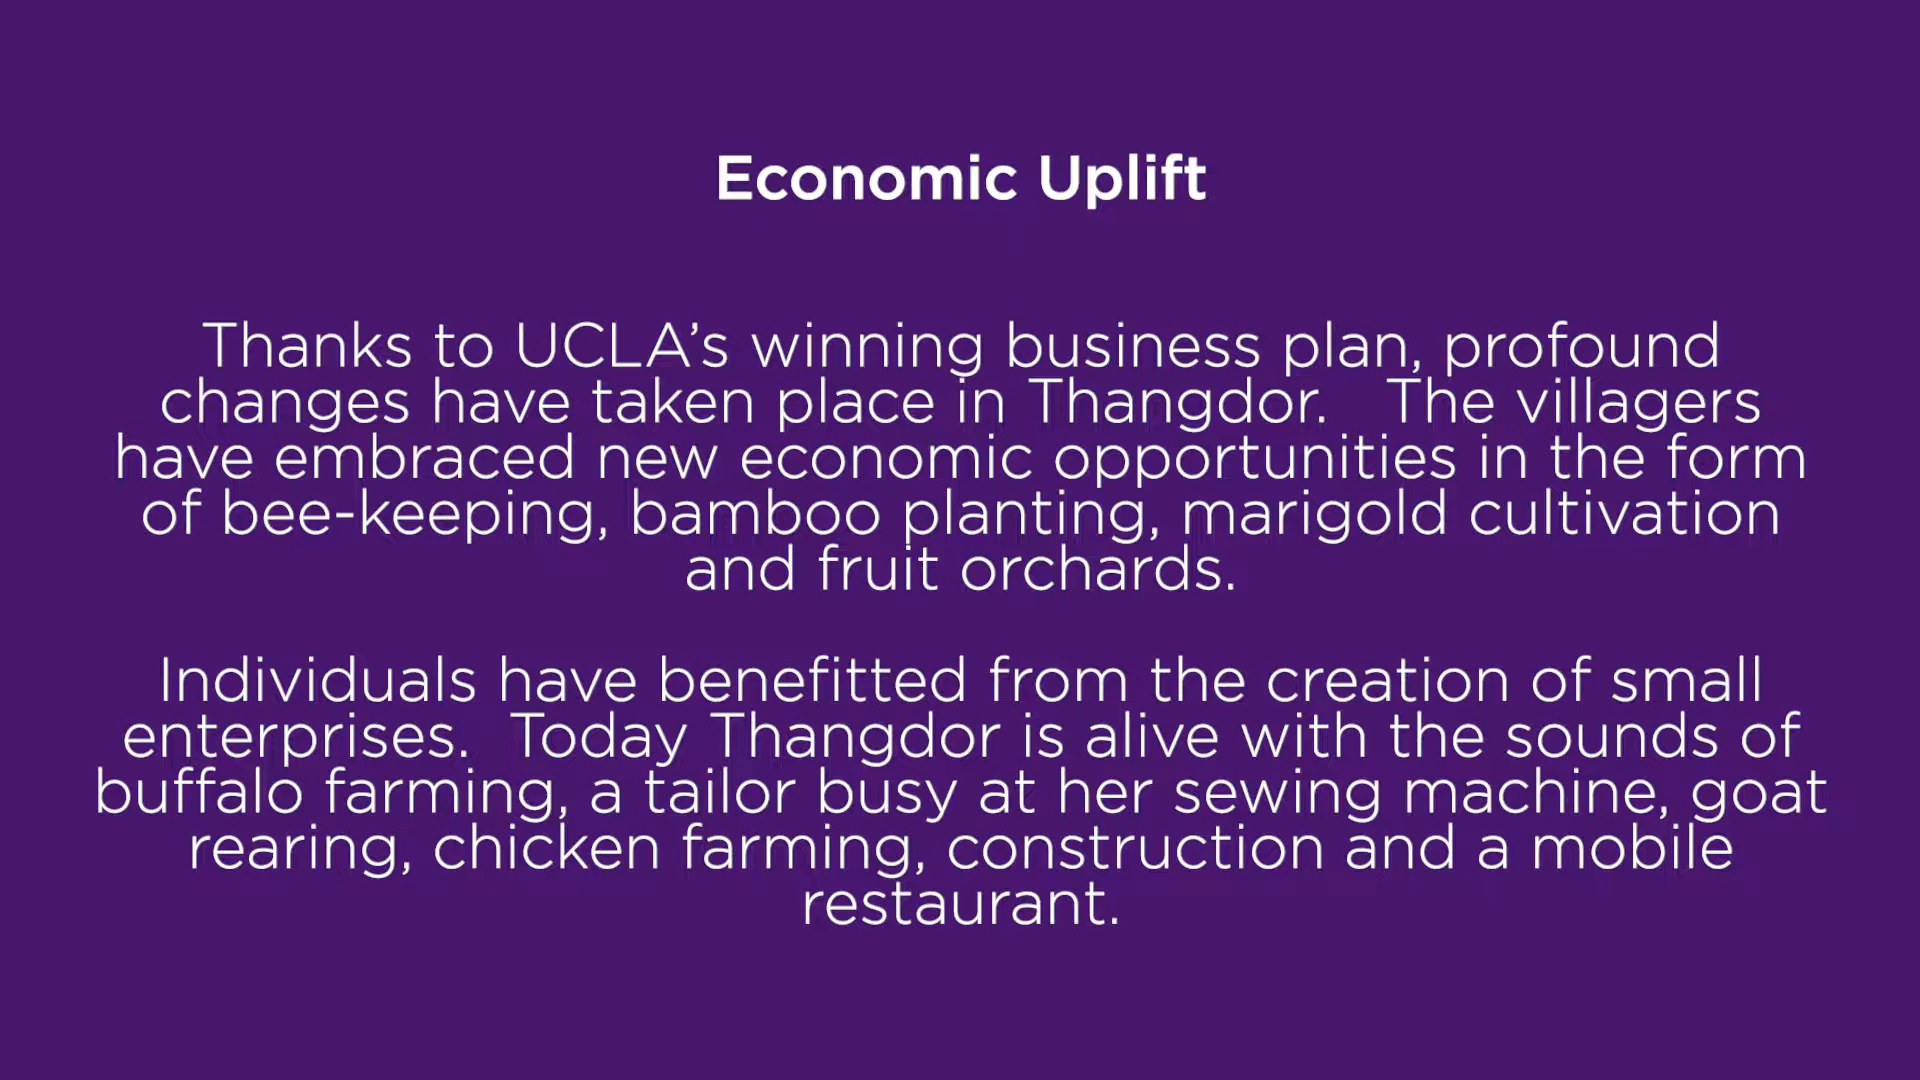 Economic Uplift
Thanks to UCLA’s winning business plan, profound
changes have taken place in Thangdor.   The villagers
have embraced new economic opportunities in the form
of bee-keeping, bamboo planting, marigold cultivation
and fruit orchards.
Individuals have benefitted from the creation of small
enterprises.  Today Thangdor is alive with the sounds of
buffalo farming, a tailor busy at her sewing machine, goat
rearing, chicken farming, construction and a mobile
restaurant.